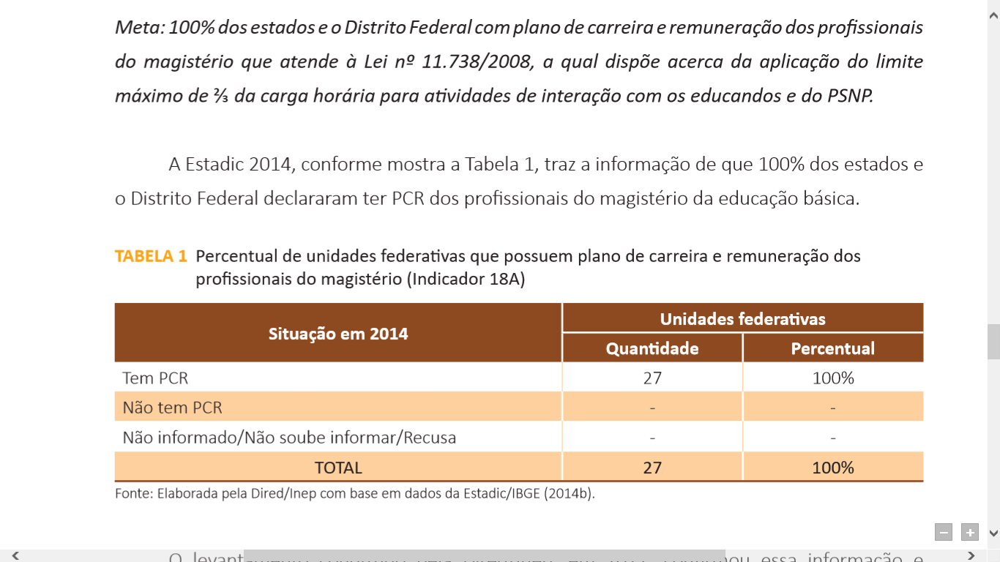 Meta: 100% dos estados e o Distrito Federal com plano de carreira e remuneração dos profissionais
do magistério que atende à Lei nº 11.738/2008, a qual dispõe acerca da aplicação do limite
máximo de ⅔ da carga horária para atividades de interação com os educandos e do PSNP.
A Estadic 2014, conforme mostra a Tabela 1, traz a informação de que 100% dos estados e
o Distrito Federal declararam ter PCR dos profissionais do magistério da educação básica.
TABELA 1 Percentual de unidades federativas que possuem plano de carreira e remuneração dos
profissionais do magistério (Indicador 18A)
Situação em 2014
Unidades federativas
Quantidade Percentual
Tem PCR 27 100%
Não tem PCR - -
Não informado/Não soube informar/Recusa - -
TOTAL 27 100%
Fonte: Elaborada pela Dired/Inep com base em dados da Estadic/IBGE (2014b).
O essa informação e